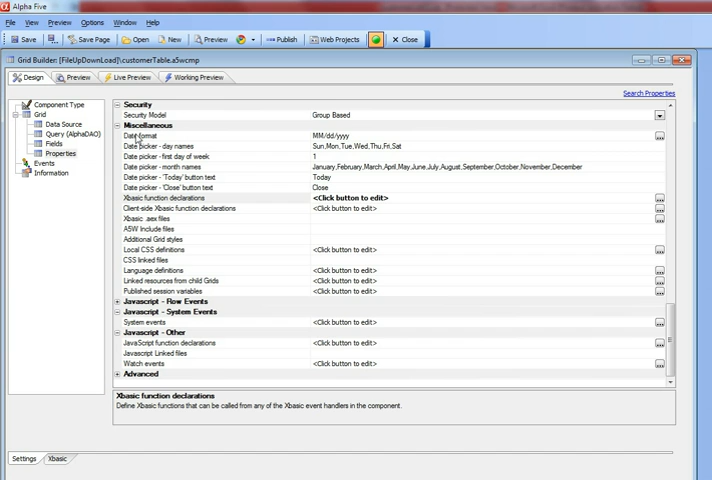 Alpha Five
File View Preview Options Window Help
Save Save Page Open New Preview Publish Web Projects Close
Grid Builder: [FileUpDownLoad]\customerTable.a5wcmp
Design Preview Live Preview Working Preview
Search Properties
Component Type
Grid
Data Source
Query (AlphaDAO)
Fields
Properties
Events
Information
Security
Security Model Group Based
Miscellaneous
Date format MM/dd/yyyy
Date picker - day names Sun,Mon,Tue,Wed,Thu,Fri,Sat
Date picker - first day of week 1
Date picker - month names January,February,March,April,May,June,July,August,September,October,November,December
Date picker - 'Today' button text Today
Date picker - 'Close' button text Close
Xbasic function declarations <Click button to edit>
Client-side Xbasic function declarations <Click button to edit>
Xbasic .aex files
A5W Include files
Additional Grid styles
Local CSS definitions <Click button to edit>
CSS linked files
Language definitions <Click button to edit>
Linked resources from child Grids <Click button to edit>
Published session variables <Click button to edit>
Javascript - Row Events
Javascript - System Events
System events <Click button to edit>
Javascript - Other
JavaScript function declarations <Click button to edit>
Javascript Linked files
Watch events <Click button to edit>
Advanced
Xbasic function declarations
Define Xbasic functions that can be called from any of the Xbasic event handlers in the component.
Settings Xbasic